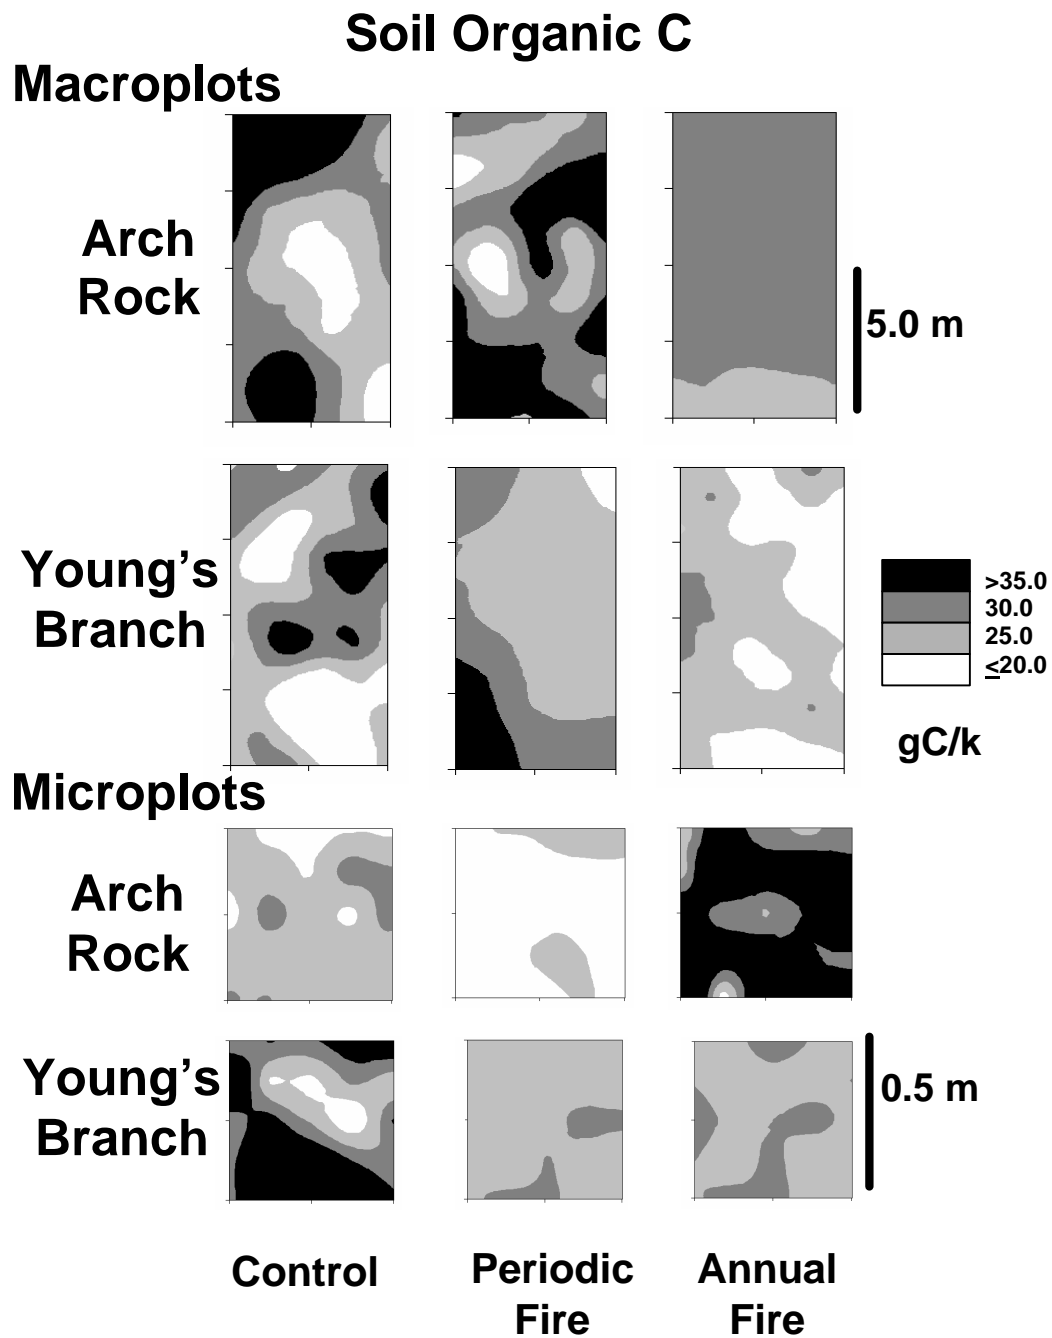 Soil Organic C
Macroplots
Arch
Rock
5.0 m
Young's
Branch
>35.0
30.0
25.0
≤20.0
gC/k
Microplots
Arch
Rock
Young's
Branch
0.5 m
Control
Periodic
Fire
Annual
Fire